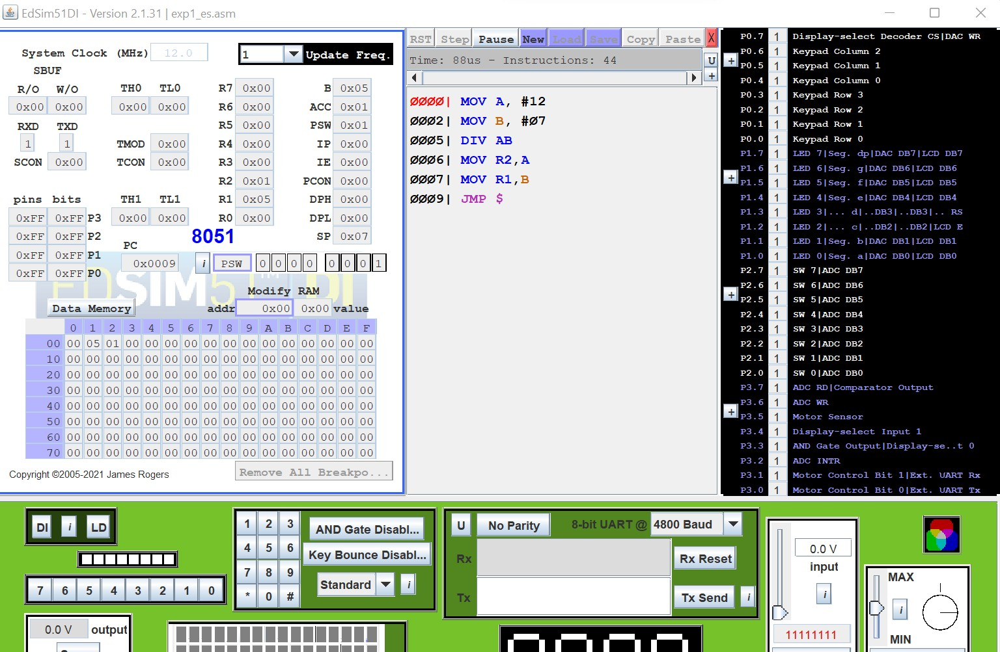 EdSim51DI - Version 2.1.31 | exp1_es.asm
System Clock (MHz) 12.0
1 Update Freq.
SBUF
R/O W/O TH0 TL0 R7 0x00 B 0x05
0x00 0x00 0x00 0x00 R6 0x00 ACC 0x01
RXD TXD R5 0x00 PSW 0x01
1 1 TMOD 0x00 R4 0x00 IP 0x00
SCON 0x00 TCON 0x00 R3 0x00 IE 0x00
R2 0x01 PCON 0x00
pins bits TH1 TL1 R1 0x05 DPH 0x00
0xFF 0xFF P3 0x00 0x00 R0 0x00 DPL 0x00
0xFF 0xFF P2 8051 SP 0x07
PC
0xFF 0xFF P1 0x0009 i PSW 0 0 0 0 0 0 0 1
0xFF 0xFF P0
EDSIM51™ DI
Modify RAM
Data Memory addr 0x00 0x00 value
0 1 2 3 4 5 6 7 8 9 A B C D E F
00 00 05 01 00 00 00 00 00 00 00 00 00 00 00 00 00
10 00 00 00 00 00 00 00 00 00 00 00 00 00 00 00 00
20 00 00 00 00 00 00 00 00 00 00 00 00 00 00 00 00
30 00 00 00 00 00 00 00 00 00 00 00 00 00 00 00 00
40 00 00 00 00 00 00 00 00 00 00 00 00 00 00 00 00
50 00 00 00 00 00 00 00 00 00 00 00 00 00 00 00 00
60 00 00 00 00 00 00 00 00 00 00 00 00 00 00 00 00
70 00 00 00 00 00 00 00 00 00 00 00 00 00 00 00 00
Copyright ©2005-2021 James Rogers Remove All Breakpo...
RST Step Pause New Load Save Copy Paste X
Time: 88us - Instructions: 44 U
+
0000| MOV A, #12
0002| MOV B, #07
0005| DIV AB
0006| MOV R2,A
0007| MOV R1,B
0009| JMP $
P0.7 1 Display-select Decoder CS|DAC WR
P0.6 1 Keypad Column 2
+
P0.5 1 Keypad Column 1
P0.4 1 Keypad Column 0
P0.3 1 Keypad Row 3
P0.2 1 Keypad Row 2
P0.1 1 Keypad Row 1
P0.0 1 Keypad Row 0
P1.7 1 LED 7|Seg. dp|DAC DB7|LCD DB7
P1.6 1 LED 6|Seg. g|DAC DB6|LCD DB6
+
P1.5 1 LED 5|Seg. f|DAC DB5|LCD DB5
P1.4 1 LED 4|Seg. e|DAC DB4|LCD DB4
P1.3 1 LED 3|... d|..DB3|..DB3|.. RS
P1.2 1 LED 2|... c|..DB2|..DB2|LCD E
P1.1 1 LED 1|Seg. b|DAC DB1|LCD DB1
P1.0 1 LED 0|Seg. a|DAC DB0|LCD DB0
P2.7 1 SW 7|ADC DB7
P2.6 1 SW 6|ADC DB6
+
P2.5 1 SW 5|ADC DB5
P2.4 1 SW 4|ADC DB4
P2.3 1 SW 3|ADC DB3
P2.2 1 SW 2|ADC DB2
P2.1 1 SW 1|ADC DB1
P2.0 1 SW 0|ADC DB0
P3.7 1 ADC RD|Comparator Output
P3.6 1 ADC WR
+
P3.5 1 Motor Sensor
P3.4 1 Display-select Input 1
P3.3 1 AND Gate Output|Display-se..t 0
P3.2 1 ADC INTR
P3.1 1 Motor Control Bit 1|Ext. UART Rx
P3.0 1 Motor Control Bit 0|Ext. UART Tx
DI i LD
7 6 5 4 3 2 1 0
0.0 V output
1 2 3
4 5 6
7 8 9
* 0 #
AND Gate Disabl...
Key Bounce Disabl...
Standard i
U No Parity 8-bit UART @ 4800 Baud
Rx Rx Reset
Tx Tx Send i
0.0 V
input
i
11111111
MAX
i
MIN